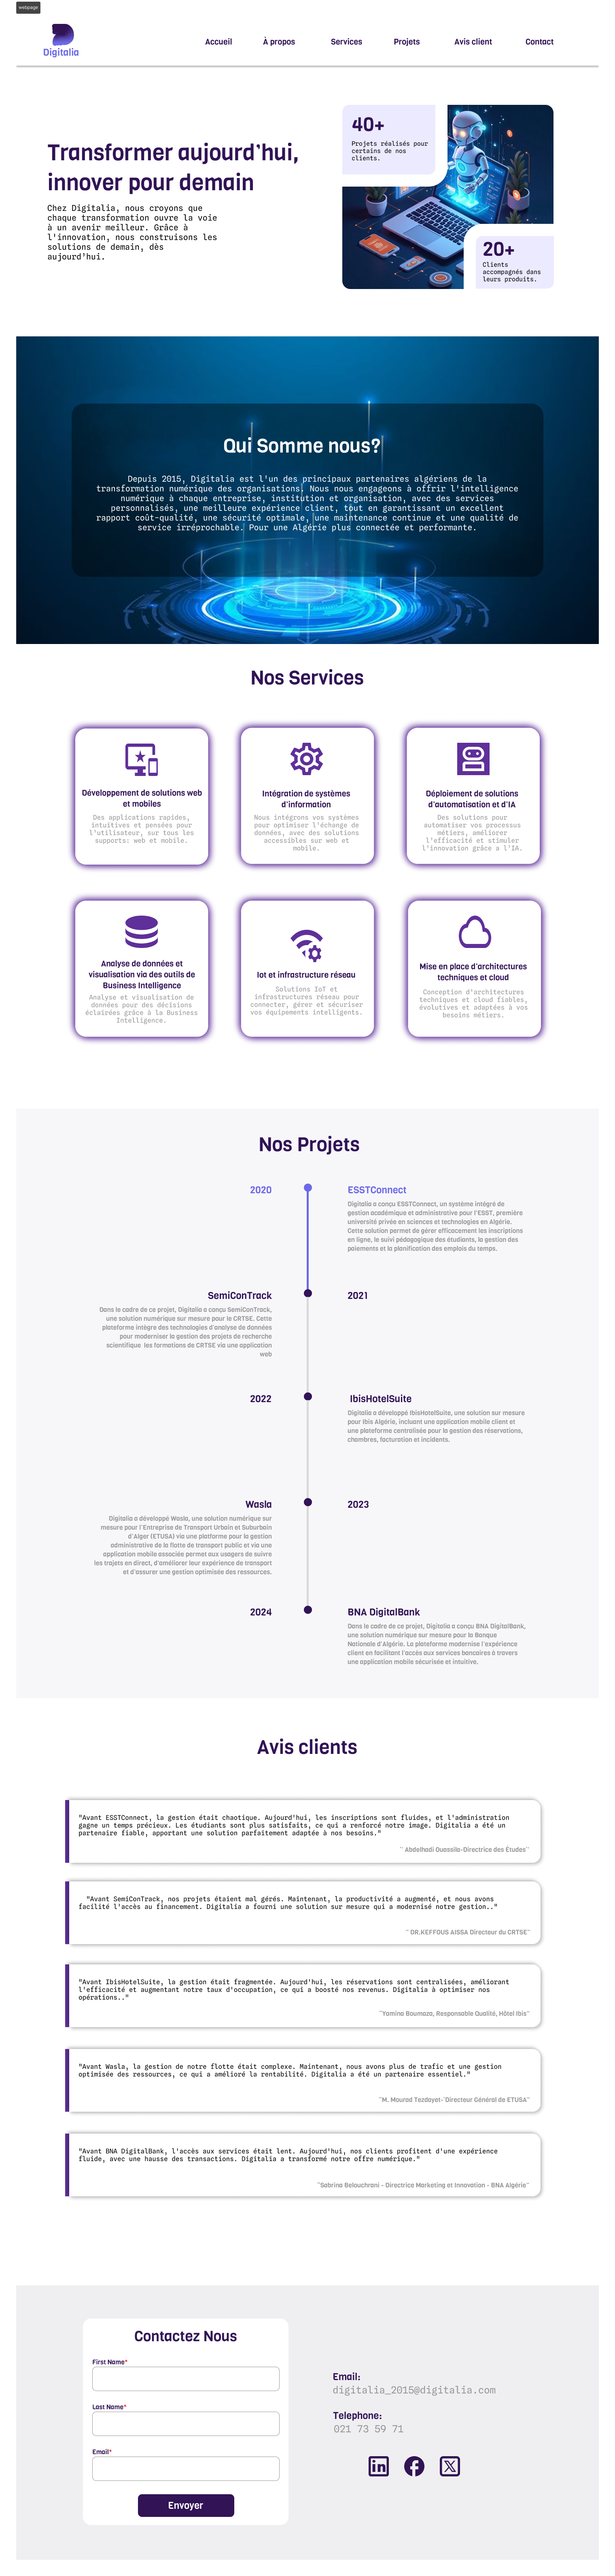 webpage
Digitalia
Accueil
À propos
Services
Projets
Avis client
Contact
Transformer aujourd'hui,
innover pour demain
Chez Digitalia, nous croyons que
chaque transformation ouvre la voie
à un avenir meilleur. Grâce à
l'innovation, nous construisons les
solutions de demain, dès
aujourd'hui.
40+
Projets réalisés pour
certains de nos
clients.
20+
Clients
accompagnés dans
leurs produits.
Qui Somme nous?
Depuis 2015, Digitalia est l'un des principaux partenaires algériens de la
transformation numérique des organisations. Nous nous engageons à offrir l'intelligence
numérique à chaque entreprise, institution et organisation, avec des services
personnalisés, une meilleure expérience client, tout en garantissant un excellent
rapport coût-qualité, une sécurité optimale, une maintenance continue et une qualité de
service irréprochable. Pour une Algérie plus connectée et performante.
Nos Services
Développement de solutions web
et mobiles
Des applications rapides,
intuitives et pensées pour
l'utilisateur, sur tous les
supports: web et mobile.
Intégration de systèmes
d'information
Nous intégrons vos systèmes
pour optimiser l'échange de
données, avec des solutions
accessibles sur web et
mobile.
Déploiement de solutions
d'automatisation et d'IA
Des solutions pour
automatiser vos processus
métiers, améliorer
l'efficacité et stimuler
l'innovation grâce a l'IA.
Analyse de données et
visualisation via des outils de
Business Intelligence
Analyse et visualisation de
données pour des décisions
éclairées grâce à la Business
Intelligence.
Iot et infrastructure réseau
Solutions IoT et
infrastructures réseau pour
connecter, gérer et sécuriser
vos équipements intelligents.
Mise en place d'architectures
techniques et cloud
Conception d'architectures
techniques et cloud fiables,
évolutives et adaptées à vos
besoins métiers.
Nos Projets
2020
ESSTConnect
Digitalia a conçu ESSTConnect, un système intégré de
gestion académique et administrative pour l'ESST, première
université privée en sciences et technologies en Algérie.
Cette solution permet de gérer efficacement les inscriptions
en ligne, le suivi pédagogique des étudiants, la gestion des
paiements et la planification des emplois du temps.
SemiConTrack
2021
Dans le cadre de ce projet, Digitalia a conçu SemiConTrack,
une solution numérique sur mesure pour le CRTSE. Cette
plateforme intègre des technologies d'analyse de données
pour moderniser la gestion des projets de recherche
scientifique les formations de CRTSE via une application
web
2022
IbisHotelSuite
Digitalia a développé IbisHotelSuite, une solution sur mesure
pour Ibis Algérie, incluant une application mobile client et
une plateforme centralisée pour la gestion des réservations,
chambres, facturation et incidents.
Wasla
2023
Digitalia a développé Wasla, une solution numérique sur
mesure pour l'Entreprise de Transport Urbain et Suburbain
d'Alger (ETUSA) via une plateforme pour la gestion
administrative de la flotte de transport public et via une
application mobile associée permet aux usagers de suivre
les trajets en direct, d'améliorer leur expérience de transport
et d'assurer une gestion optimisée des ressources.
2024
BNA DigitalBank
Dans le cadre de ce projet, Digitalia a conçu BNA DigitalBank,
une solution numérique sur mesure pour la Banque
Nationale d'Algérie. La plateforme modernise l'expérience
client en facilitant l'accès aux services bancaires à travers
une application mobile sécurisée et intuitive.
Avis clients
"Avant ESSTConnect, la gestion était chaotique. Aujourd'hui, les inscriptions sont fluides, et l'administration
gagne un temps précieux. Les étudiants sont plus satisfaits, ce qui a renforcé notre image. Digitalia a été un
partenaire fiable, apportant une solution parfaitement adaptée à nos besoins."
'' Abdelhadi Ouassila-Directrice des Études''
"Avant SemiConTrack, nos projets étaient mal gérés. Maintenant, la productivité a augmenté, et nous avons
facilité l'accès au financement. Digitalia a fourni une solution sur mesure qui a modernisé notre gestion.."
" DR.KEFFOUS AISSA Directeur du CRTSE"
"Avant IbisHotelSuite, la gestion était fragmentée. Aujourd'hui, les réservations sont centralisées, améliorant
l'efficacité et augmentant notre taux d'occupation, ce qui a boosté nos revenus. Digitalia à optimiser nos
opérations.."
"Yamina Boumaza, Responsable Qualité, Hôtel Ibis"
"Avant Wasla, la gestion de notre flotte était complexe. Maintenant, nous avons plus de trafic et une gestion
optimisée des ressources, ce qui a amélioré la rentabilité. Digitalia a été un partenaire essentiel."
"M. Mourad Tezdayet-'Directeur Général de ETUSA"
"Avant BNA DigitalBank, l'accès aux services était lent. Aujourd'hui, nos clients profitent d'une expérience
fluide, avec une hausse des transactions. Digitalia a transformé notre offre numérique."
"Sabrina Belouchrani - Directrice Marketing et Innovation - BNA Algérie"
Contactez Nous
First Name*
Last Name*
Email*
Envoyer
Email:
digitalia_2015@digitalia.com
Telephone:
021 73 59 71